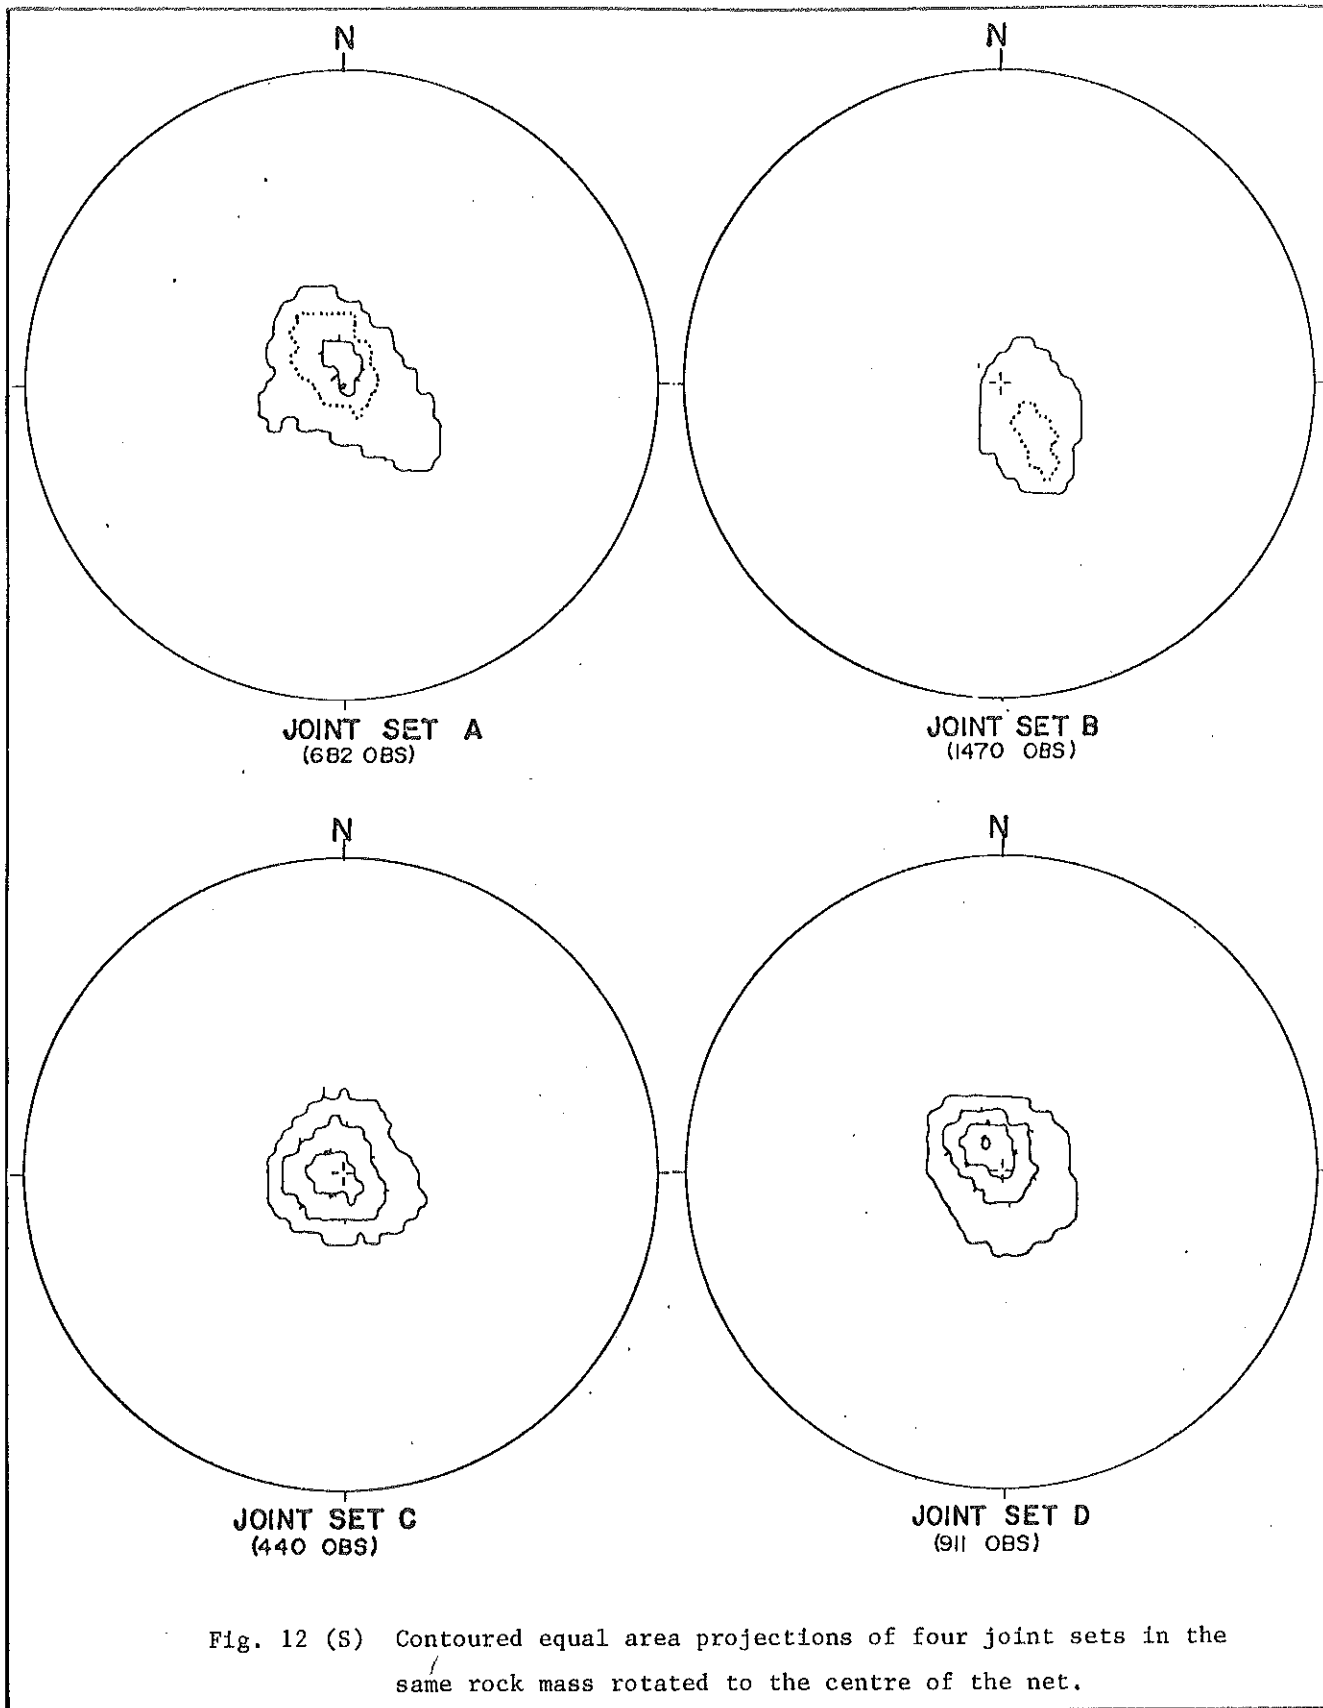 N
N
JOINT SET A
(682 OBS)
JOINT SET B
(1470 OBS)
N
N
JOINT SET C
(440 OBS)
JOINT SET D
(911 OBS)
Fig. 12 (S) Contoured equal area projections of four joint sets in the
same rock mass rotated to the centre of the net.